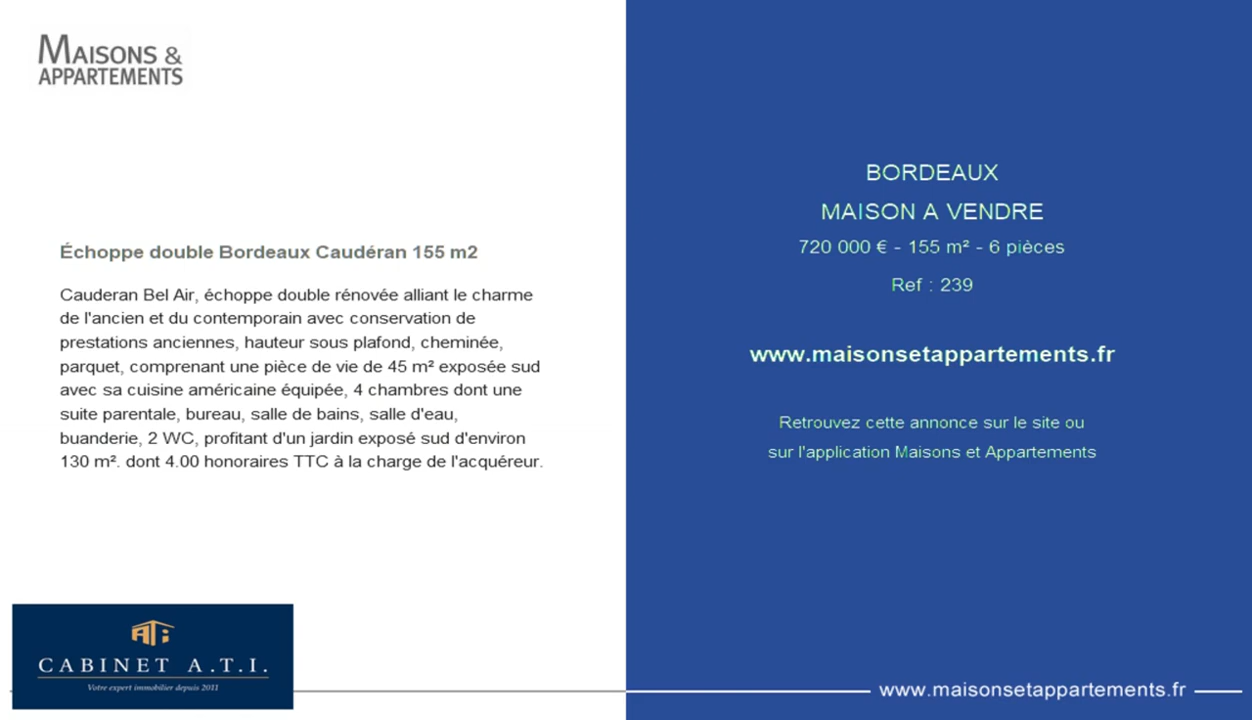 MAISONS &
APPARTEMENTS
Échoppe double Bordeaux Caudéran 155 m2
Cauderan Bel Air, échoppe double rénovée alliant le charme
de l'ancien et du contemporain avec conservation de
prestations anciennes, hauteur sous plafond, cheminée,
parquet, comprenant une pièce de vie de 45 m² exposée sud
avec sa cuisine américaine équipée, 4 chambres dont une
suite parentale, bureau, salle de bains, salle d'eau,
buanderie, 2 WC, profitant d'un jardin exposé sud d'environ
130 m². dont 4.00 honoraires TTC à la charge de l'acquéreur.
ATi
CABINET A.T.I.
Votre expert immobilier depuis 2011
BORDEAUX
MAISON A VENDRE
720 000 € - 155 m² - 6 pièces
Ref : 239
www.maisonsetappartements.fr
Retrouvez cette annonce sur le site ou
sur l'application Maisons et Appartements
www.maisonsetappartements.fr